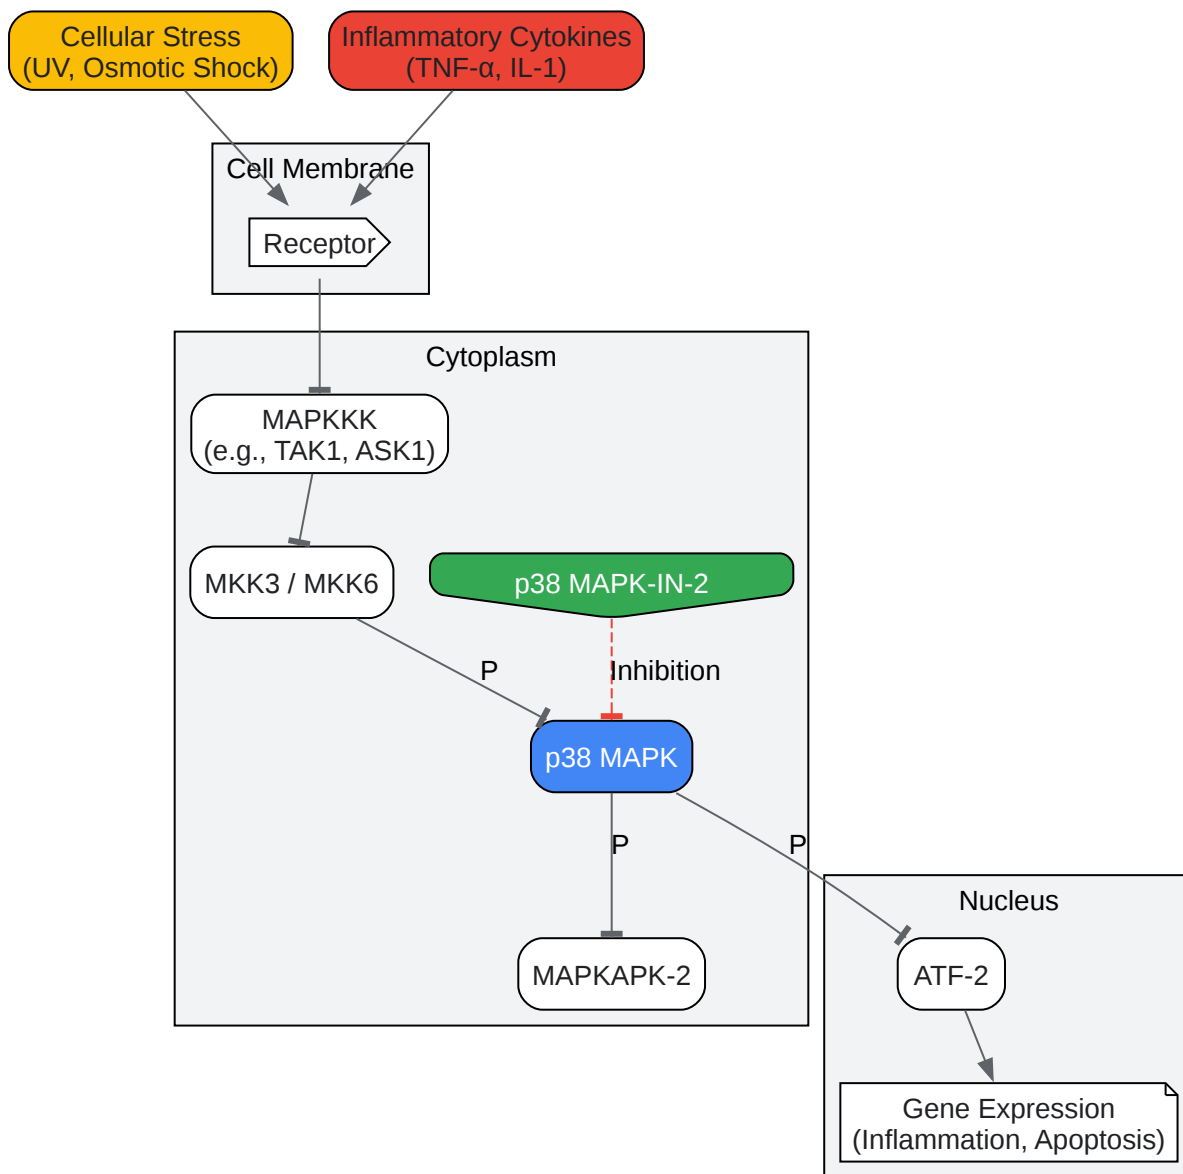 Cellular Stress
(UV, Osmotic Shock)
Inflammatory Cytokines
(TNF-α, IL-1)
Cell Membrane
Receptor
Cytoplasm
MAPKKK
(e.g., TAK1, ASK1)
MKK3 / MKK6
p38 MAPK-IN-2
P
Inhibition
p38 MAPK
P
P
Nucleus
MAPKAPK-2
ATF-2
Gene Expression
(Inflammation, Apoptosis)